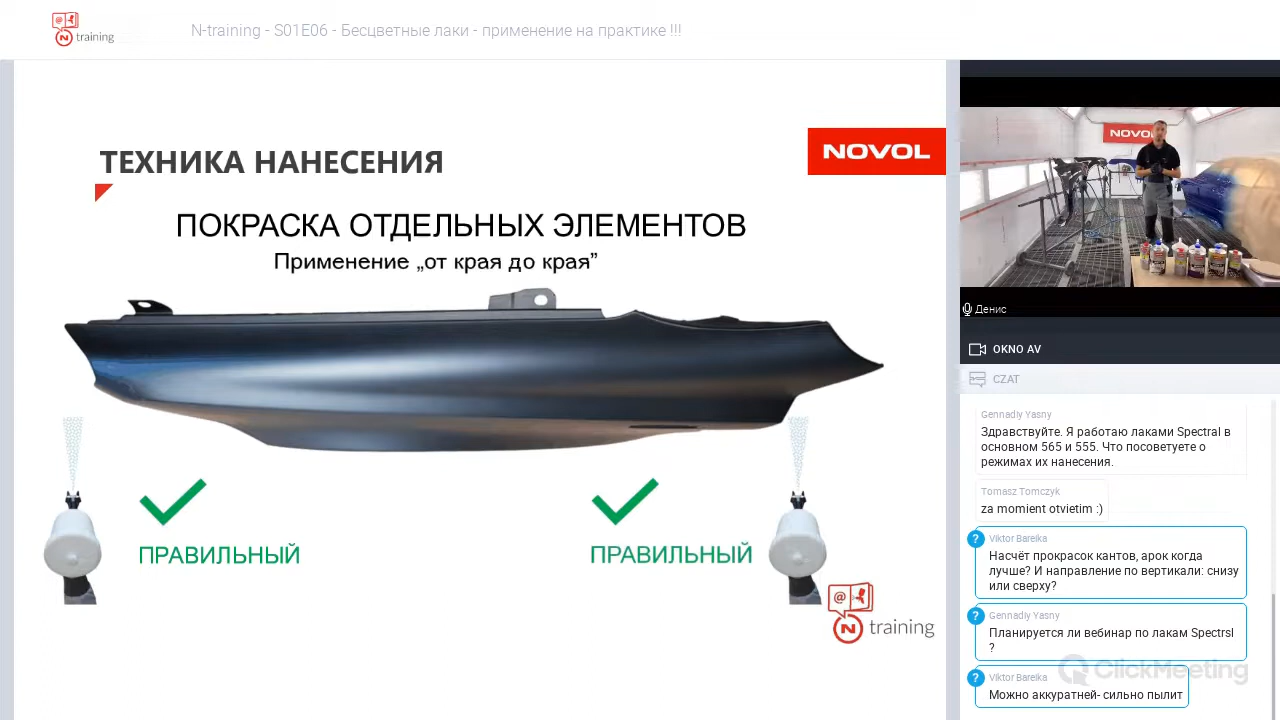 training
N-training - S01E06 - Бесцветные лаки - применение на практике !!!
ТЕХНИКА НАНЕСЕНИЯ
NOVOL
ПОКРАСКА ОТДЕЛЬНЫХ ЭЛЕМЕНТОВ
Применение „от края до края”
ПРАВИЛЬНЫЙ
ПРАВИЛЬНЫЙ
@
N training
NOVOL
Денис
OKNO AV
CZAT
Gennadiy Yasny
Здравствуйте. Я работаю лаками Spectral в
основном 565 и 555. Что посоветуете о
режимах их нанесения.
Tomasz Tomczyk
za momient otvietim :)
? Viktor Bareika
Насчёт прокрасок кантов, арок когда
лучше? И направление по вертикали: снизу
или сверху?
? Gennadiy Yasny
Планируется ли вебинар по лакам Spectrsl
?
ClickMeeting
? Viktor Bareika
Можно аккуратней- сильно пылит